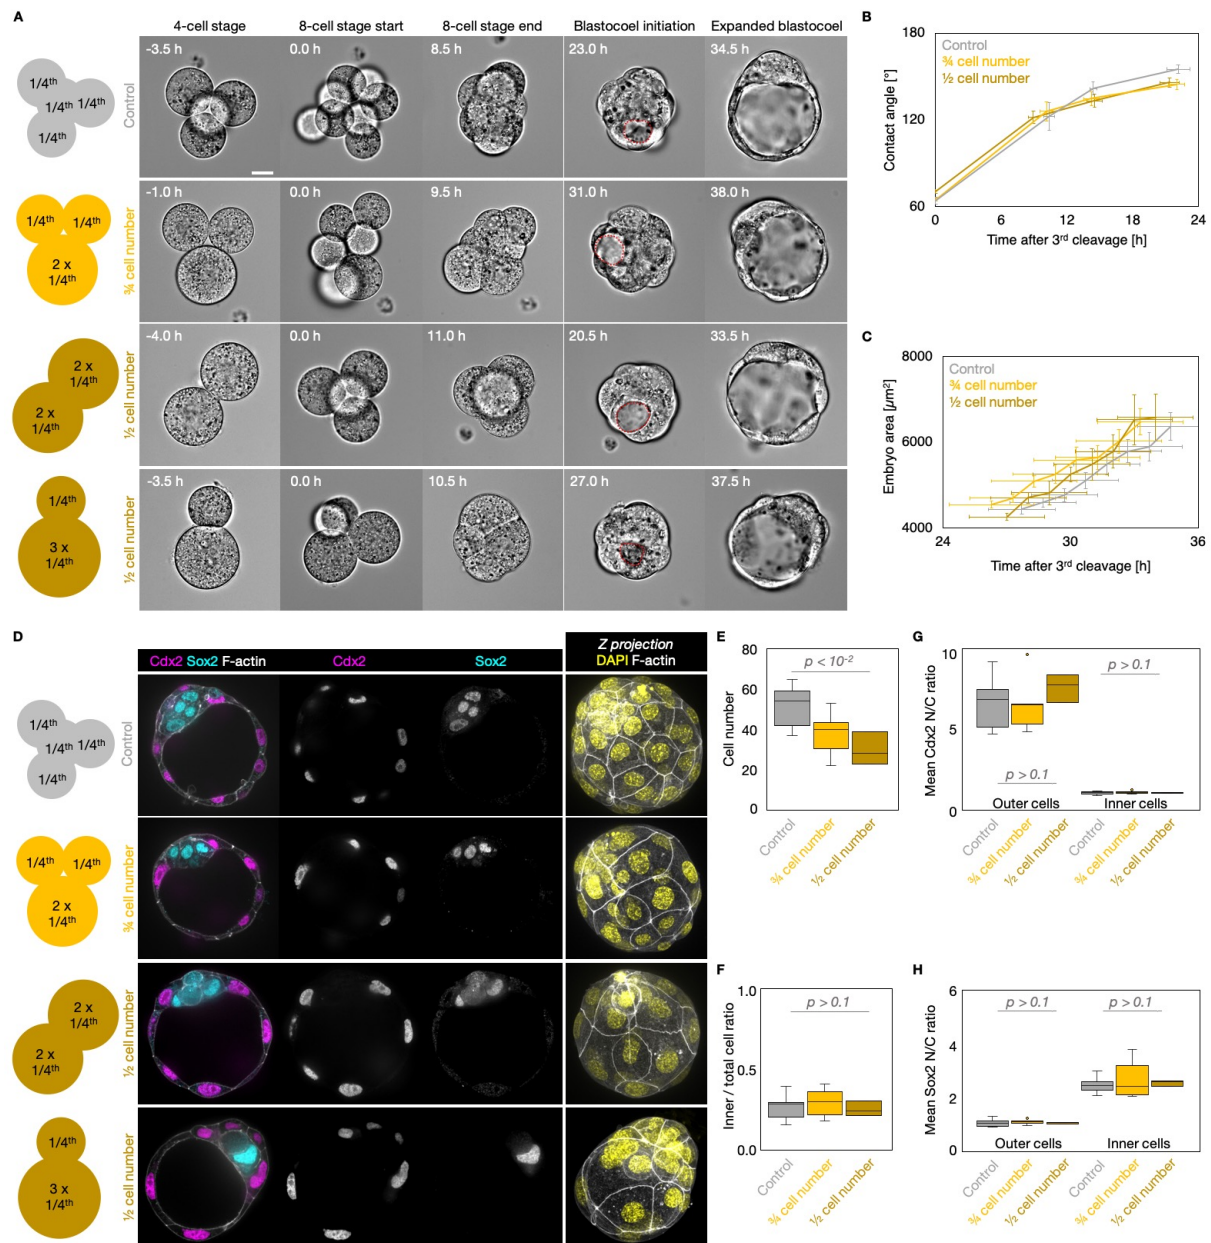 A
4-cell stage
8-cell stage start
8-cell stage end
Blastocoel initiation
Expanded blastocoel
1/4th
1/4th 1/4th
1/4th
Control
-3.5 h
0.0 h
8.5 h
23.0 h
34.5 h
1/4th 1/4th
2 x
1/4th
¾ cell number
-1.0 h
0.0 h
9.5 h
31.0 h
38.0 h
2 x
1/4th
2 x
1/4th
½ cell number
-4.0 h
0.0 h
11.0 h
20.5 h
33.5 h
1/4th
3 x
1/4th
½ cell number
-3.5 h
0.0 h
10.5 h
27.0 h
37.5 h
B
180
120
60
Contact angle [°]
Control
¾ cell number
½ cell number
0 6 12 18 24
Time after 3rd cleavage [h]
C
8000
6000
4000
Embryo area [µm²]
Control
¾ cell number
½ cell number
24 30 36
Time after 3rd cleavage [h]
D
Cdx2 Sox2 F-actin
Cdx2
Sox2
Z projection
DAPI F-actin
1/4th
1/4th 1/4th
1/4th
Control
1/4th 1/4th
2 x
1/4th
¾ cell number
2 x
1/4th
2 x
1/4th
½ cell number
1/4th
3 x
1/4th
½ cell number
E
80
60
40
20
0
Cell number
p < 10-2
Control
¾ cell number
½ cell number
F
1.0
0.5
0.0
Inner / total cell ratio
p > 0.1
Control
¾ cell number
½ cell number
G
10
5
0
Mean Cdx2 N/C ratio
p > 0.1
p > 0.1
Outer cells
Inner cells
Control
¾ cell number
½ cell number
Control
¾ cell number
½ cell number
H
6
4
2
0
Mean Sox2 N/C ratio
p > 0.1
p > 0.1
Outer cells
Inner cells
Control
¾ cell number
½ cell number
Control
¾ cell number
½ cell number